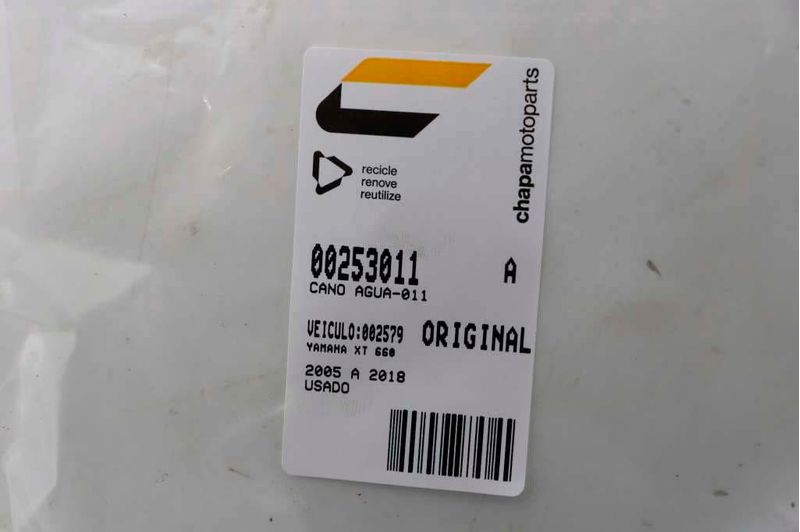 chapamotoparts
recicle
renove
reutilize
00253011 A
CANO AGUA-011
VEICULO:002579 ORIGINAL
YAMAHA XT 660
2005 A 2018
USADO